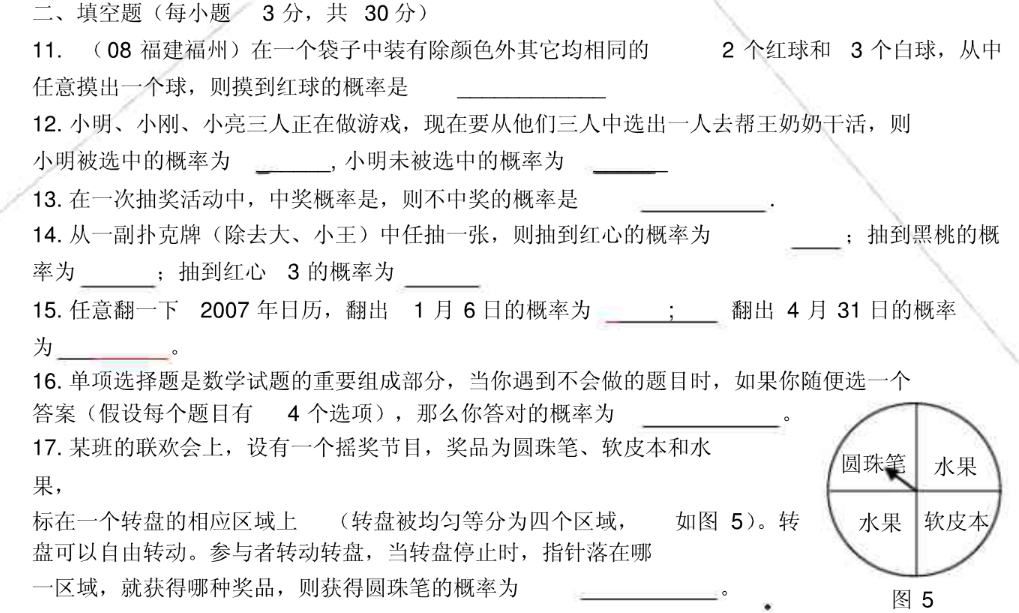 二、填空题（每小题 3 分，共 30 分）
11. （08 福建福州）在一个袋子中装有除颜色外其它均相同的 2 个红球和 3 个白球，从中
任意摸出一个球，则摸到红球的概率是 ____________
12. 小明、小刚、小亮三人正在做游戏，现在要从他们三人中选出一人去帮王奶奶干活，则
小明被选中的概率为 ______, 小明未被选中的概率为 ______
13. 在一次抽奖活动中，中奖概率是，则不中奖的概率是 __________.
14. 从一副扑克牌（除去大、小王）中任抽一张，则抽到红心的概率为 ____；抽到黑桃的概
率为 ______；抽到红心 3 的概率为 ______
15. 任意翻一下 2007 年日历，翻出 1 月 6 日的概率为 _________； 翻出 4 月 31 日的概率
为 _________。
16. 单项选择题是数学试题的重要组成部分，当你遇到不会做的题目时，如果你随便选一个
答案（假设每个题目有 4 个选项），那么你答对的概率为 ___________。
17. 某班的联欢会上，设有一个摇奖节目，奖品为圆珠笔、软皮本和水
果，
标在一个转盘的相应区域上 （转盘被均匀等分为四个区域， 如图 5）。转
盘可以自由转动。参与者转动转盘，当转盘停止时，指针落在哪
一区域，就获得哪种奖品，则获得圆珠笔的概率为 ___________。
圆珠笔 水果
水果 软皮本
图 5